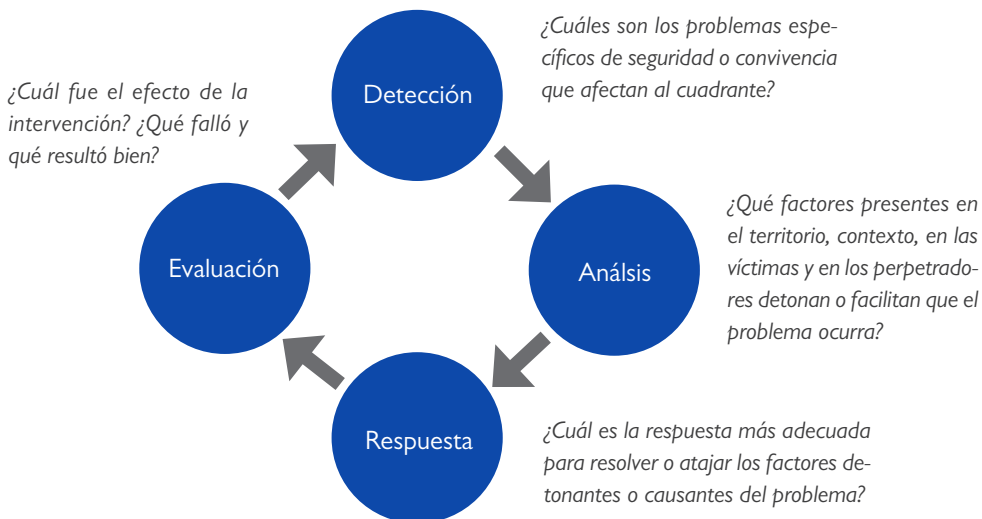 Detección
¿Cuáles son los problemas espe-
cíficos de seguridad o convivencia
que afectan al cuadrante?
Análsis
¿Qué factores presentes en
el territorio, contexto, en las
víctimas y en los perpetrado-
res detonan o facilitan que el
problema ocurra?
Respuesta
¿Cuál es la respuesta más adecuada
para resolver o atajar los factores de-
tonantes o causantes del problema?
Evaluación
¿Cuál fue el efecto de la
intervención? ¿Qué falló y
qué resultó bien?